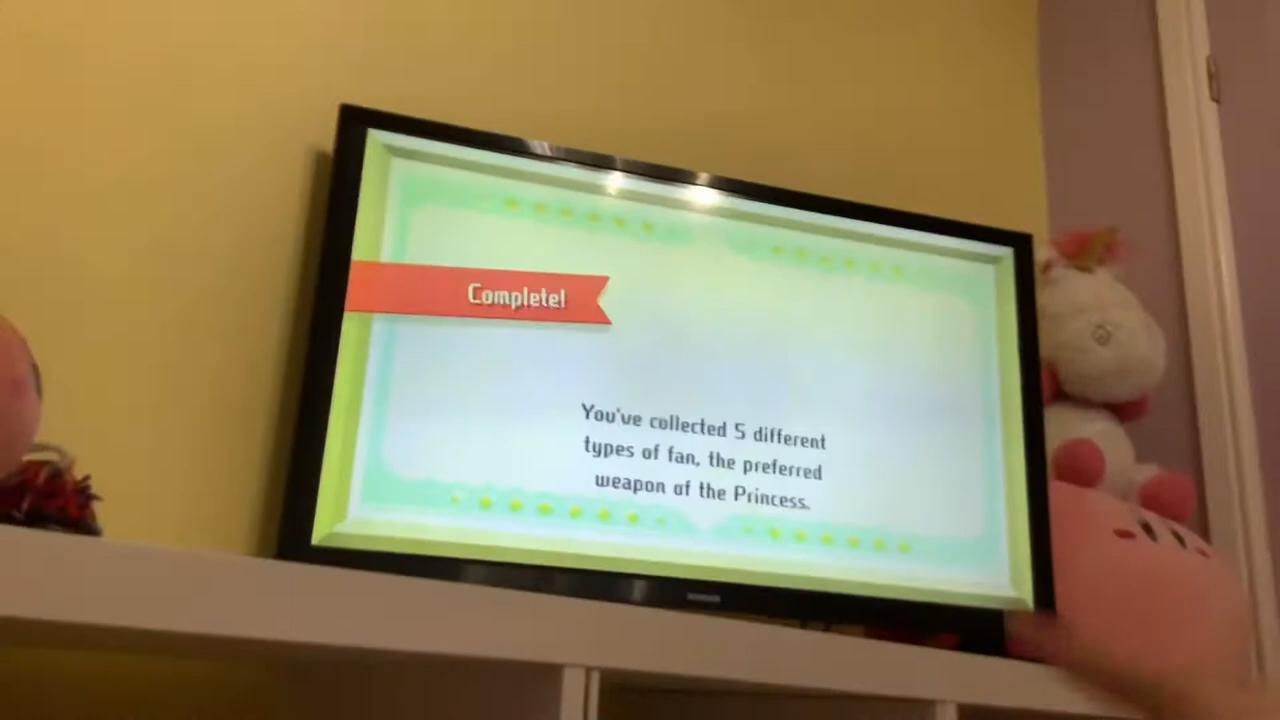 Complete!
You've collected 5 different
types of fan, the preferred
weapon of the Princess.